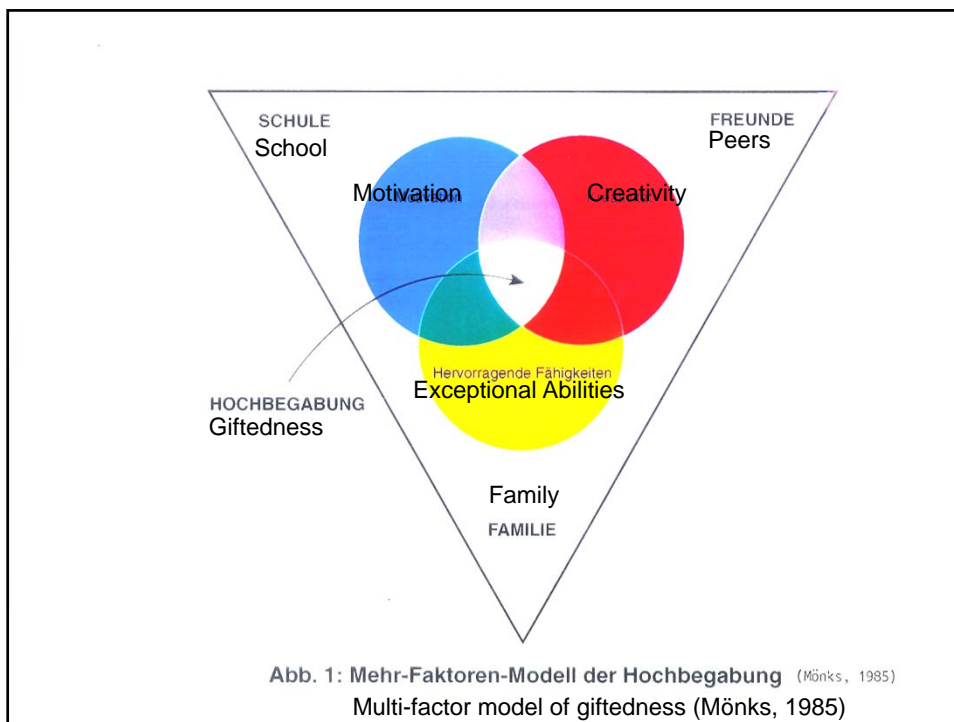 SCHULE
School
FREUNDE
Peers
Motivation
Motivation
Creativity
Hervorragende Fähigkeiten
Exceptional Abilities
HOCHBEGABUNG
Giftedness
Family
FAMILIE
Abb. 1: Mehr-Faktoren-Modell der Hochbegabung (Mönks, 1985)
Multi-factor model of giftedness (Mönks, 1985)